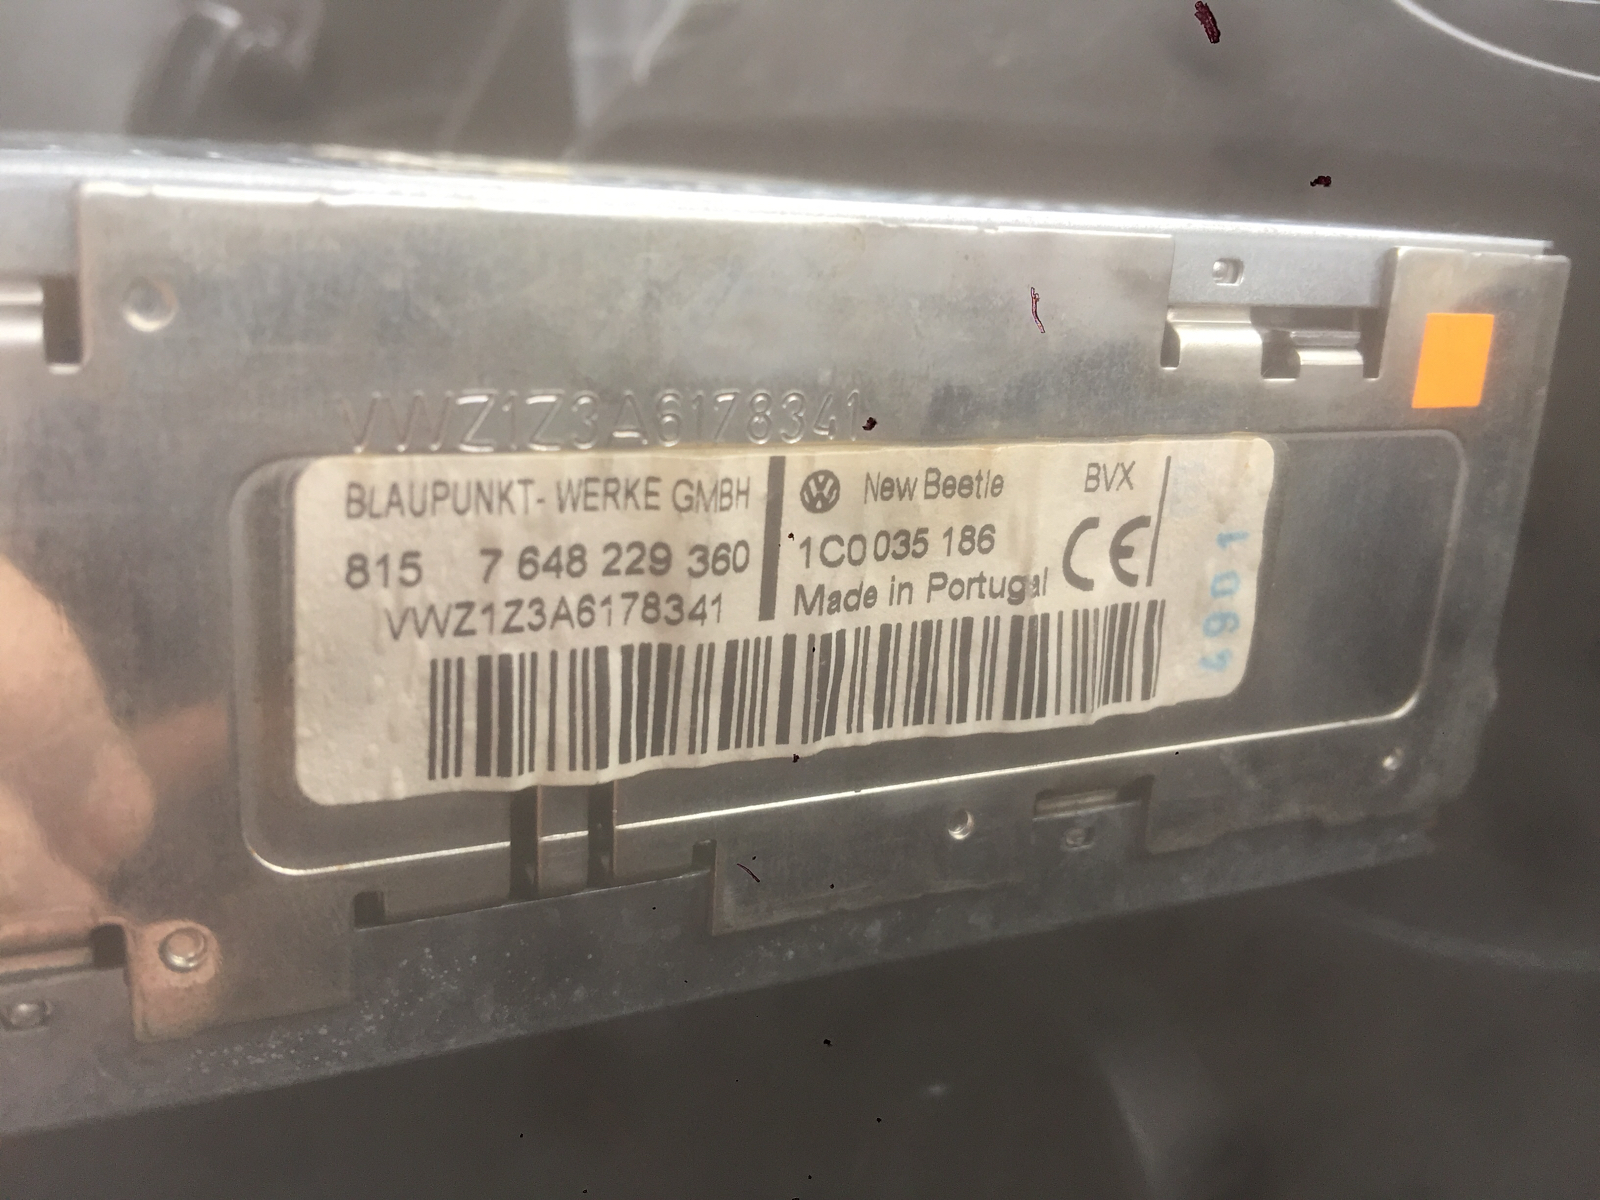 VWZ1Z3A6178341
BLAUPUNKT-WERKE GMBH
815 7 648 229 360
VWZ1Z3A6178341
New Beetle BVX
1C0 035 186 CE
Made in Portugal
4901